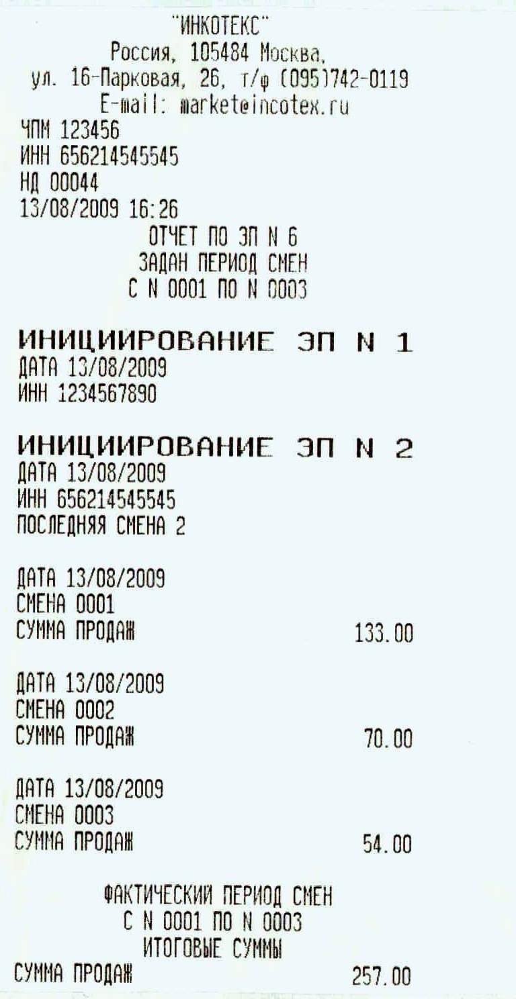 "ИНКОТЕКС"
Россия, 105484 Москва,
ул. 16-Парковая, 26, т/ф (095)742-0119
E-mail: market@incotex.ru
ЧПМ 123456
ИНН 656214545545
НД 00044
13/08/2009 16:26
ОТЧЕТ ПО ЭП N 6
ЗАДАН ПЕРИОД СМЕН
С N 0001 ПО N 0003
ИНИЦИИРОВАНИЕ ЭП N 1
ДАТА 13/08/2009
ИНН 1234567890
ИНИЦИИРОВАНИЕ ЭП N 2
ДАТА 13/08/2009
ИНН 656214545545
ПОСЛЕДНЯЯ СМЕНА 2
ДАТА 13/08/2009
СМЕНА 0001
СУММА ПРОДАЖ 133.00
ДАТА 13/08/2009
СМЕНА 0002
СУММА ПРОДАЖ 70.00
ДАТА 13/08/2009
СМЕНА 0003
СУММА ПРОДАЖ 54.00
ФАКТИЧЕСКИЙ ПЕРИОД СМЕН
С N 0001 ПО N 0003
ИТОГОВЫЕ СУММЫ
СУММА ПРОДАЖ 257.00